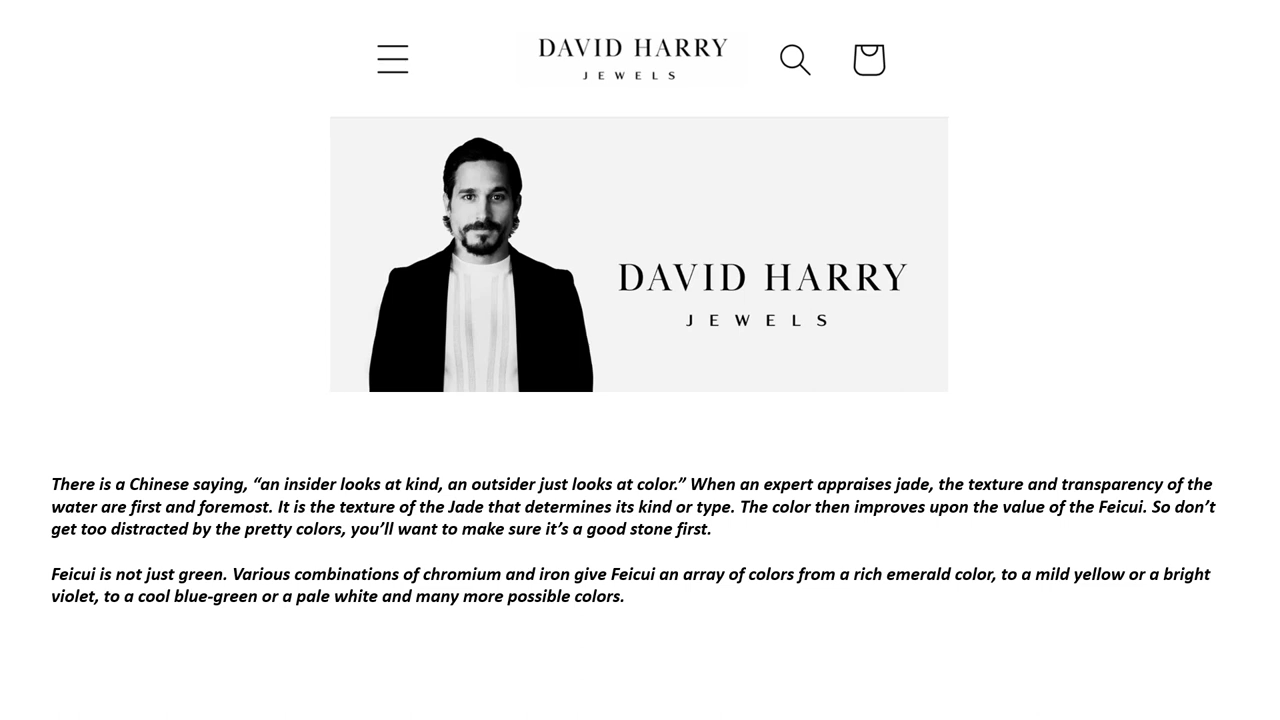 DAVID HARRY
JEWELS
DAVID HARRY
JEWELS
There is a Chinese saying, “an insider looks at kind, an outsider just looks at color.” When an expert appraises jade, the texture and transparency of the
water are first and foremost. It is the texture of the Jade that determines its kind or type. The color then improves upon the value of the Feicui. So don’t
get too distracted by the pretty colors, you’ll want to make sure it’s a good stone first.
Feicui is not just green. Various combinations of chromium and iron give Feicui an array of colors from a rich emerald color, to a mild yellow or a bright
violet, to a cool blue-green or a pale white and many more possible colors.